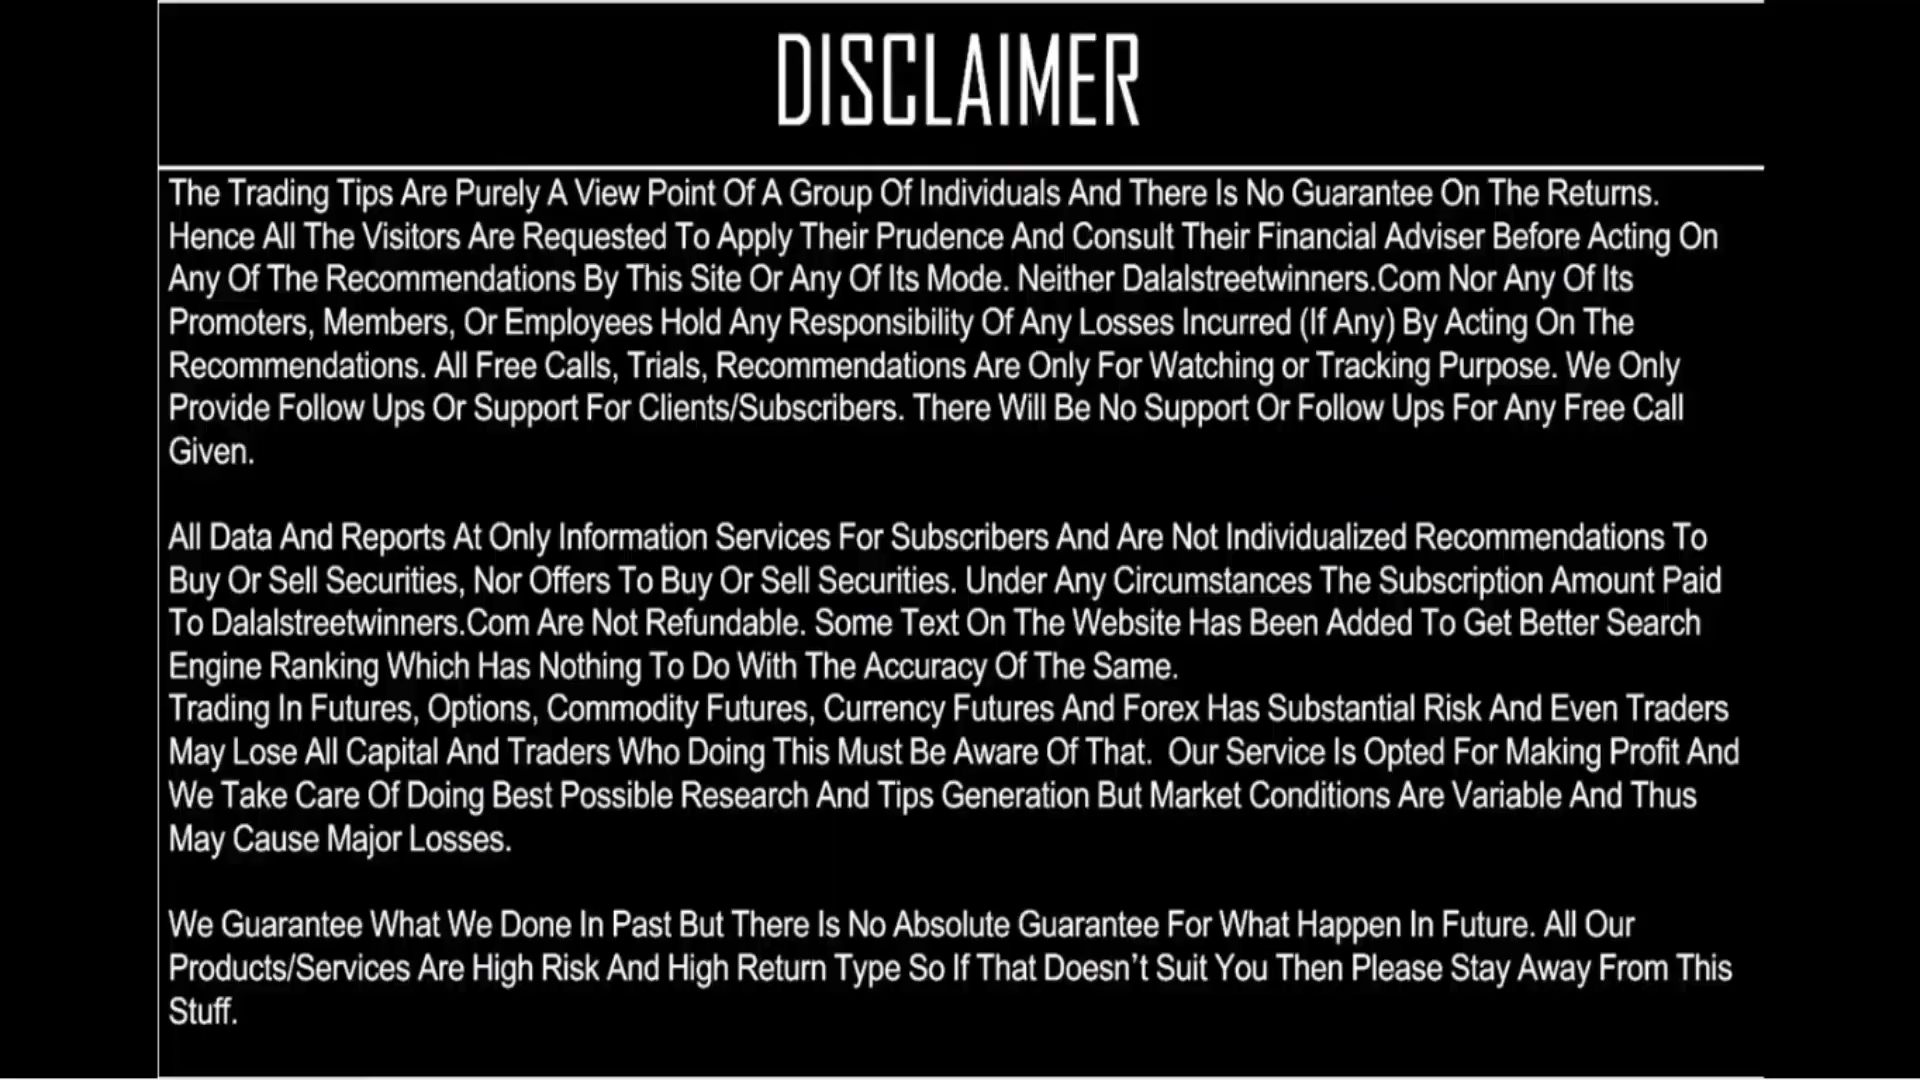 DISCLAIMER
The Trading Tips Are Purely A View Point Of A Group Of Individuals And There Is No Guarantee On The Returns.
Hence All The Visitors Are Requested To Apply Their Prudence And Consult Their Financial Adviser Before Acting On
Any Of The Recommendations By This Site Or Any Of Its Mode. Neither Dalalstreetwinners.Com Nor Any Of Its
Promoters, Members, Or Employees Hold Any Responsibility Of Any Losses Incurred (If Any) By Acting On The
Recommendations. All Free Calls, Trials, Recommendations Are Only For Watching or Tracking Purpose. We Only
Provide Follow Ups Or Support For Clients/Subscribers. There Will Be No Support Or Follow Ups For Any Free Call
Given.
All Data And Reports At Only Information Services For Subscribers And Are Not Individualized Recommendations To
Buy Or Sell Securities, Nor Offers To Buy Or Sell Securities. Under Any Circumstances The Subscription Amount Paid
To Dalalstreetwinners.Com Are Not Refundable. Some Text On The Website Has Been Added To Get Better Search
Engine Ranking Which Has Nothing To Do With The Accuracy Of The Same.
Trading In Futures, Options, Commodity Futures, Currency Futures And Forex Has Substantial Risk And Even Traders
May Lose All Capital And Traders Who Doing This Must Be Aware Of That.  Our Service Is Opted For Making Profit And
We Take Care Of Doing Best Possible Research And Tips Generation But Market Conditions Are Variable And Thus
May Cause Major Losses.
We Guarantee What We Done In Past But There Is No Absolute Guarantee For What Happen In Future. All Our
Products/Services Are High Risk And High Return Type So If That Doesn’t Suit You Then Please Stay Away From This
Stuff.